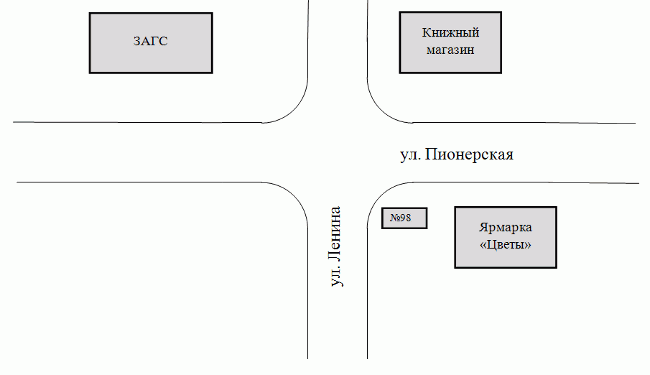 ЗАГС
Книжный
магазин
ул. Пионерская
№98
Ярмарка
«Цветы»
ул. Ленина